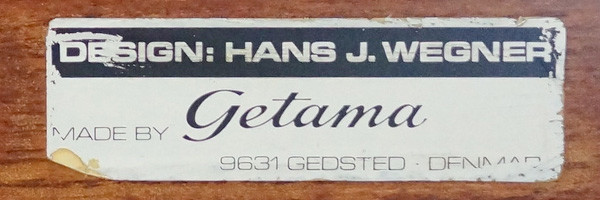 DESIGN: HANS J. WEGNER
MADE BY Getama
9631 GEDSTED · DENMAR